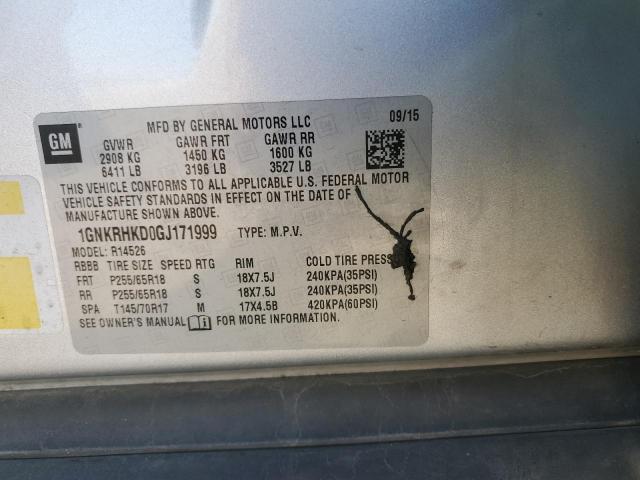 GM
MFD BY GENERAL MOTORS LLC 09/15
GVWR GAWR FRT GAWR RR
2908 KG 1450 KG 1600 KG
6411 LB 3196 LB 3527 LB
THIS VEHICLE CONFORMS TO ALL APPLICABLE U.S. FEDERAL MOTOR
VEHICLE SAFETY STANDARDS IN EFFECT ON THE DATE OF
MANUFACTURE SHOWN ABOVE.
1GNKRHKD0GJ171999 TYPE: M.P.V.
MODEL: R14526
RBBB TIRE SIZE SPEED RTG RIM COLD TIRE PRES
FRT P255/65R18 S 18X7.5J 240KPA(35PSI)
RR P255/65R18 S 18X7.5J 240KPA(35PSI)
SPA T145/70R17 M 17X4.5B 420KPA(60PSI)
SEE OWNER'S MANUAL FOR MORE INFORMATION.